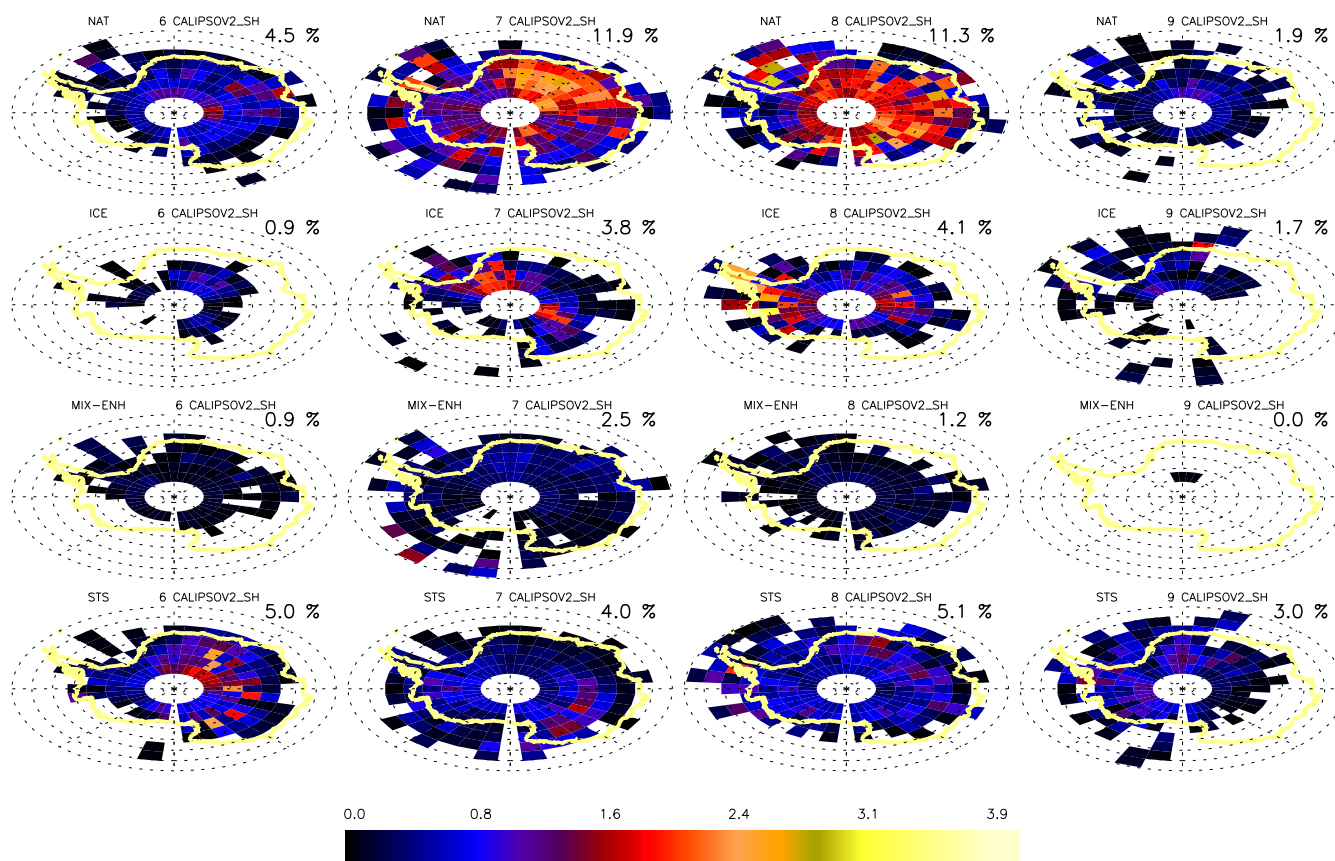 NAT 6 CALIPSOV2_SH
4.5 %
NAT 7 CALIPSOV2_SH
11.9 %
NAT 8 CALIPSOV2_SH
11.3 %
NAT 9 CALIPSOV2_SH
1.9 %
ICE 6 CALIPSOV2_SH
0.9 %
ICE 7 CALIPSOV2_SH
3.8 %
ICE 8 CALIPSOV2_SH
4.1 %
ICE 9 CALIPSOV2_SH
1.7 %
MIX-ENH 6 CALIPSOV2_SH
0.9 %
MIX-ENH 7 CALIPSOV2_SH
2.5 %
MIX-ENH 8 CALIPSOV2_SH
1.2 %
MIX-ENH 9 CALIPSOV2_SH
0.0 %
STS 6 CALIPSOV2_SH
5.0 %
STS 7 CALIPSOV2_SH
4.0 %
STS 8 CALIPSOV2_SH
5.1 %
STS 9 CALIPSOV2_SH
3.0 %
0.0 0.8 1.6 2.4 3.1 3.9